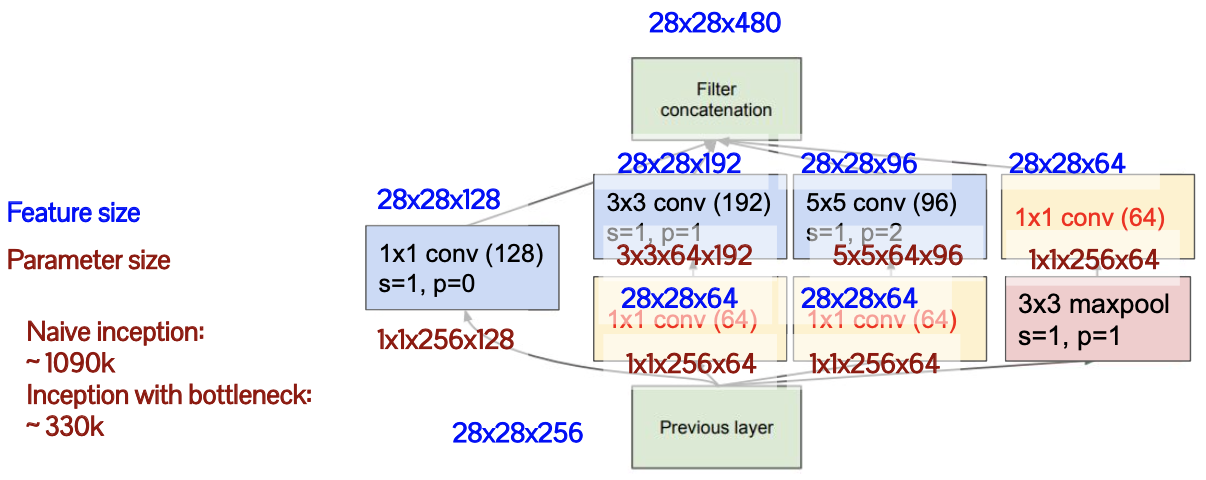 28x28x480
Filter
concatenation
28x28x192
28x28x96
28x28x64
28x28x128
3x3 conv (192)
s=1, p=1
3x3x64x192
5x5 conv (96)
s=1, p=2
5x5x64x96
1x1 conv (64)
1x1x256x64
Feature size
Parameter size
1x1 conv (128)
s=1, p=0
1x1x256x128
28x28x64
1x1 conv (64)
1x1x256x64
28x28x64
1x1 conv (64)
1x1x256x64
3x3 maxpool
s=1, p=1
Naive inception:
~ 1090k
Inception with bottleneck:
~ 330k
28x28x256
Previous layer